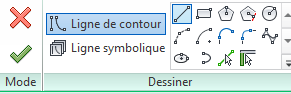 Ligne de contour
Ligne symbolique
Mode
Dessiner